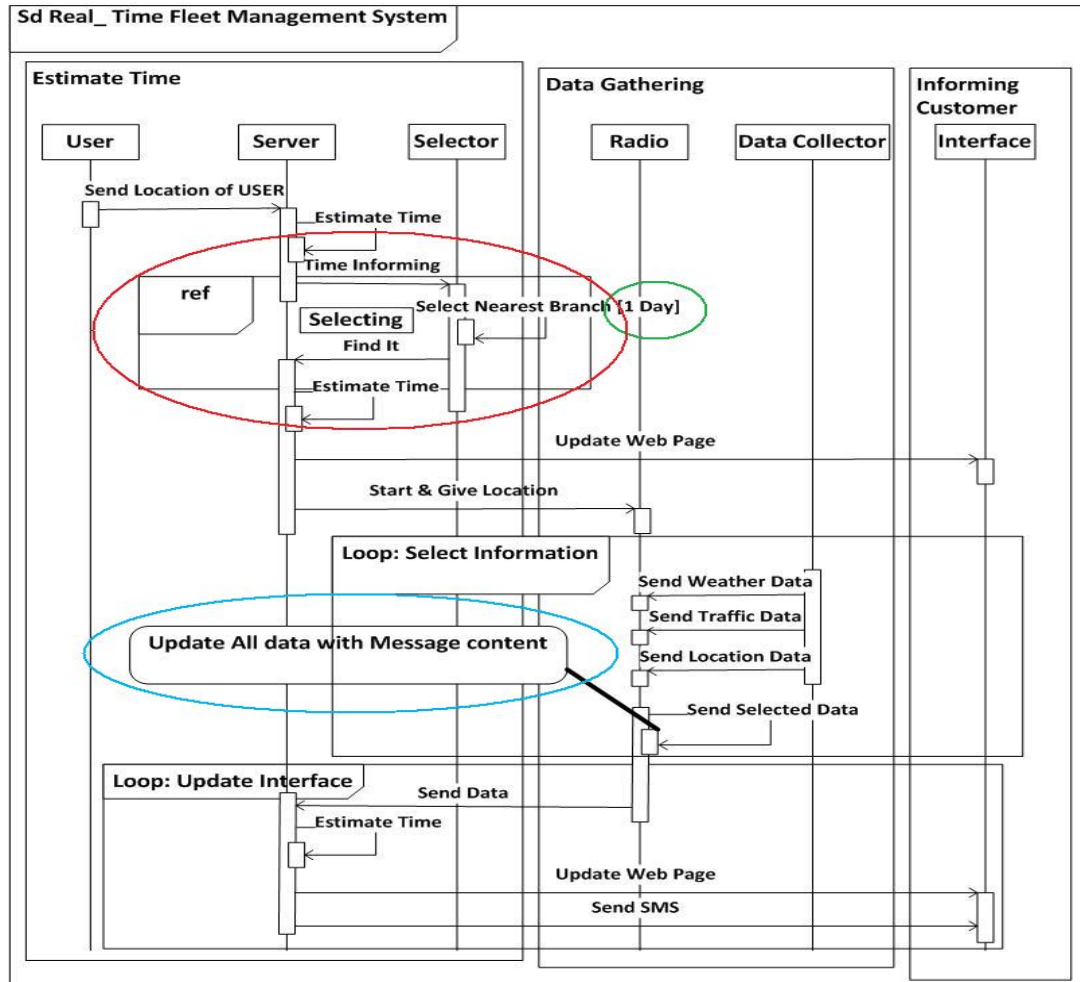 Sd Real_ Time Fleet Management System
Estimate Time
Data Gathering
Informing
Customer
User
Server
Selector
Radio
Data Collector
Interface
Send Location of USER
Estimate Time
Time Informing
ref
Select Nearest Branch [1 Day]
Selecting
Find It
Estimate Time
Update Web Page
Start & Give Location
Loop: Select Information
Send Weather Data
Send Traffic Data
Update All data with Message content
Send Location Data
Send Selected Data
Loop: Update Interface
Send Data
Estimate Time
Update Web Page
Send SMS